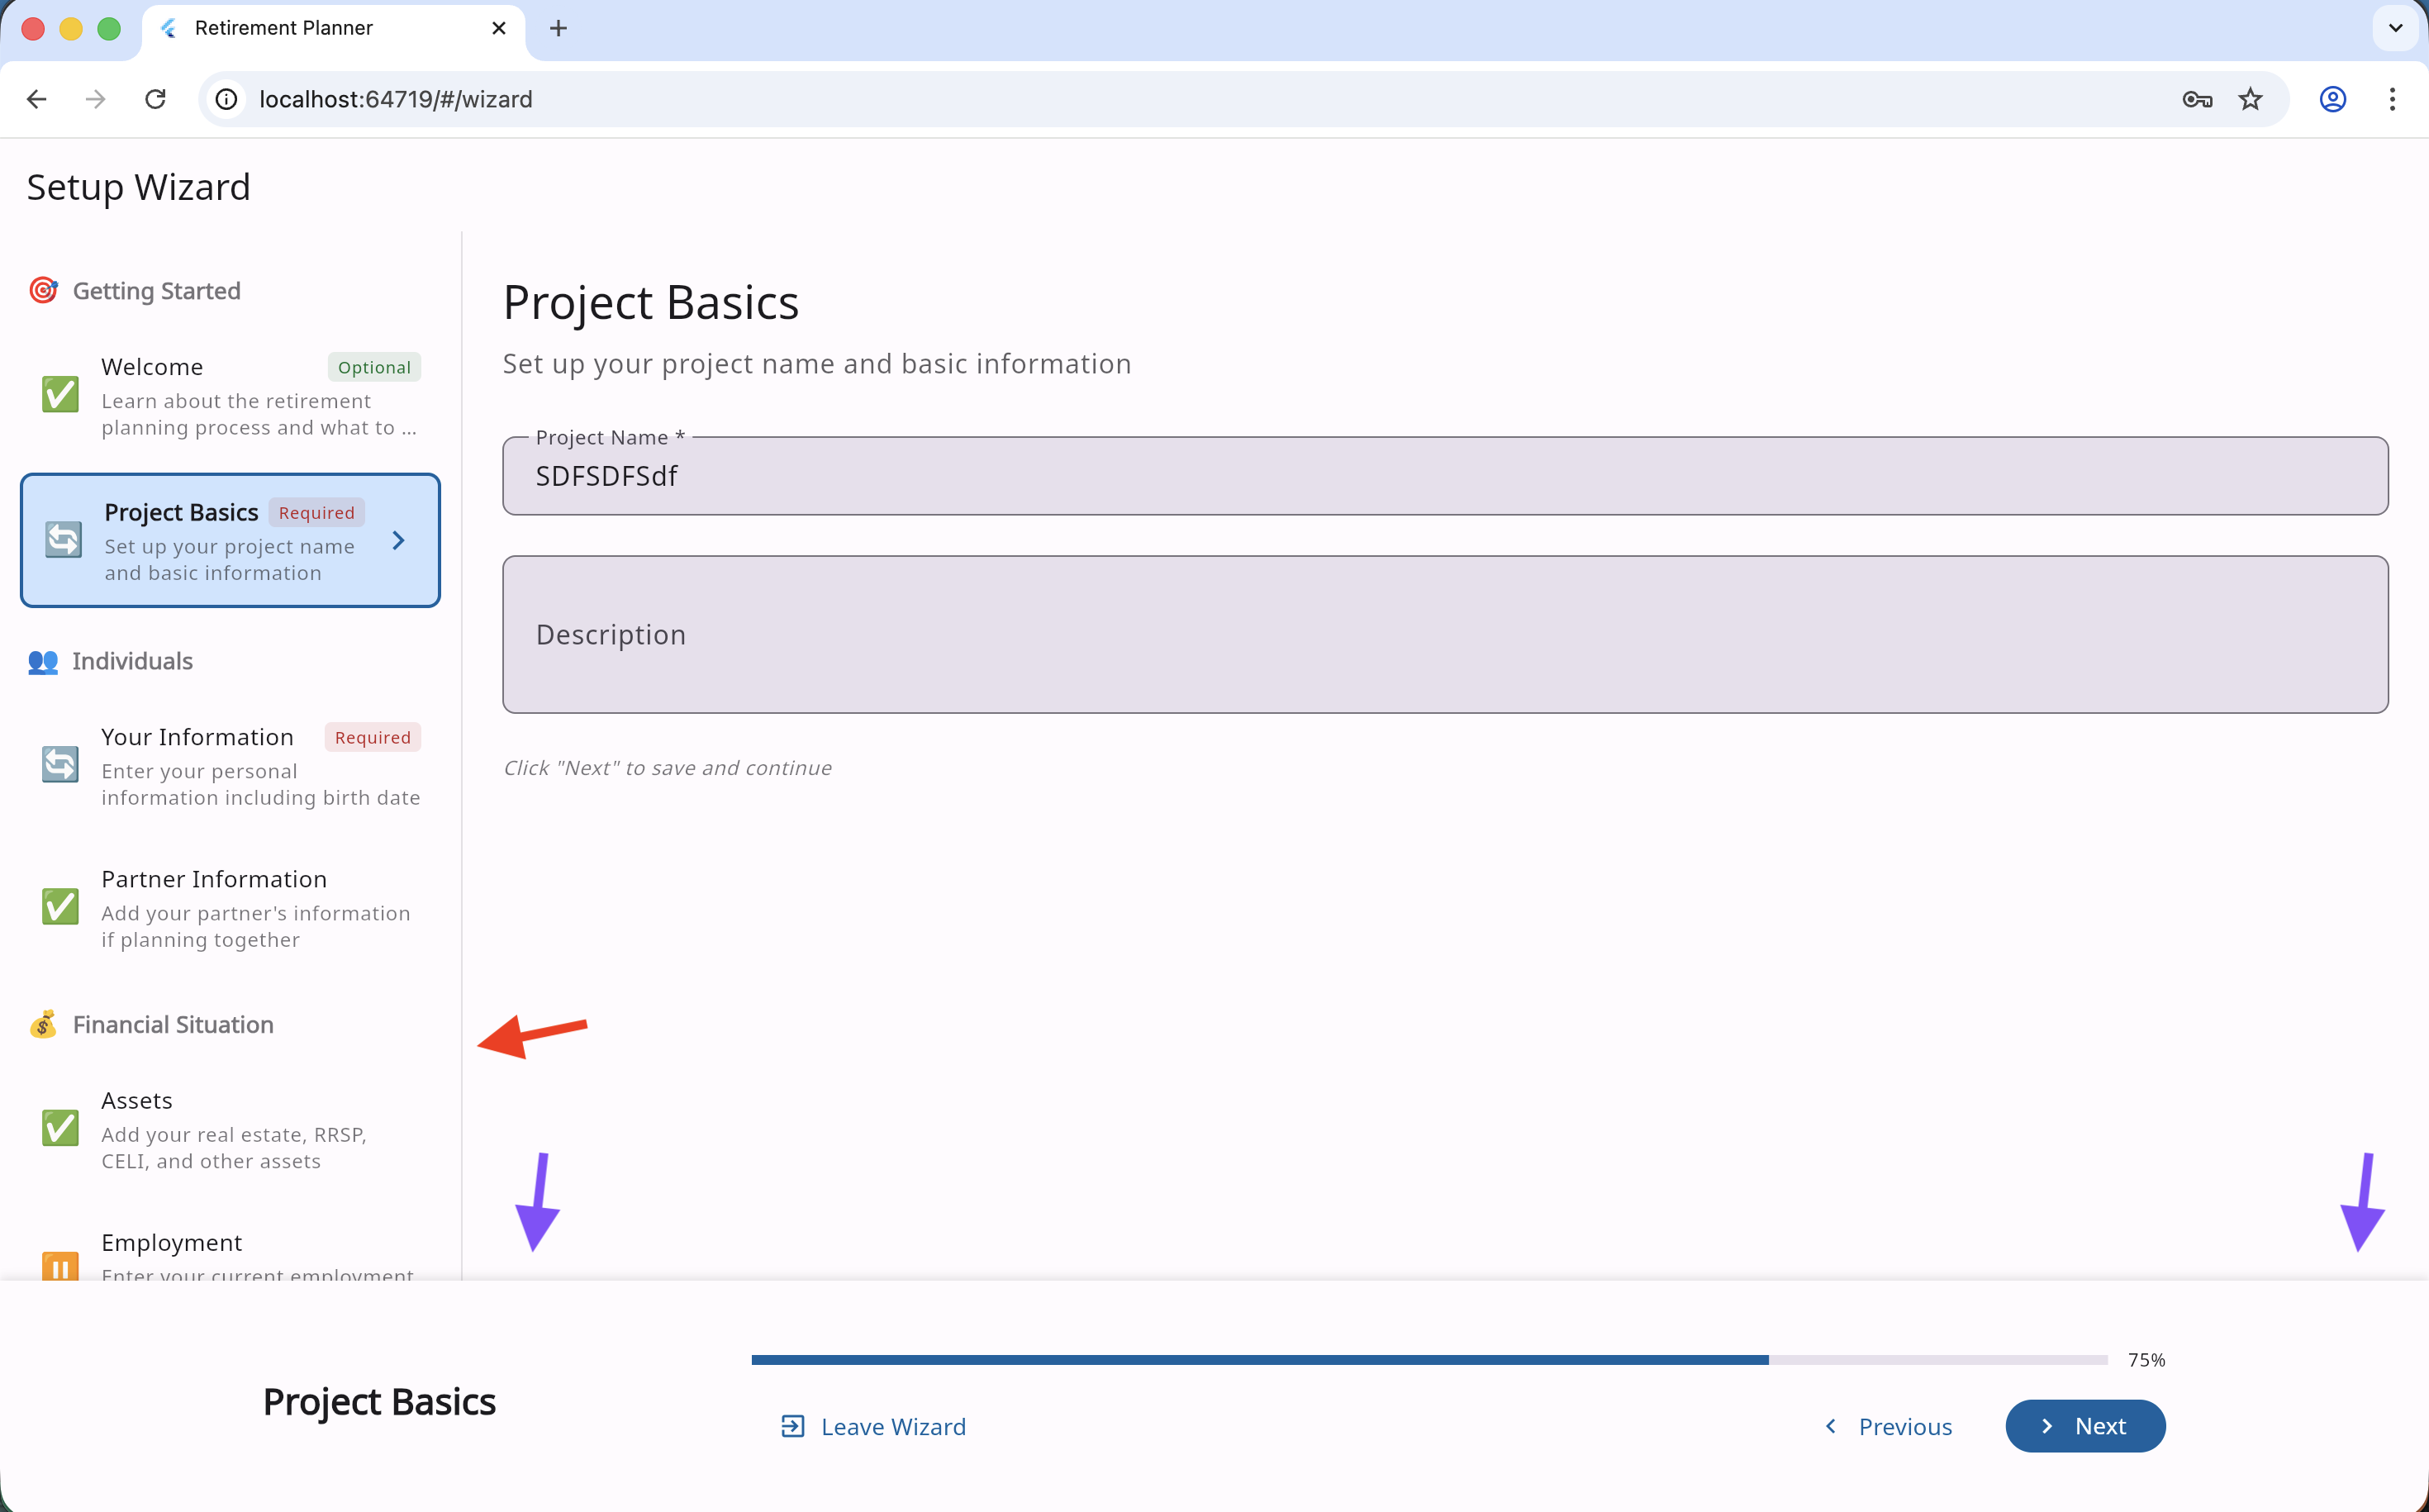 Retirement Planner
localhost:64719/#/wizard
Setup Wizard
Getting Started
Welcome
Optional
Learn about the retirement
planning process and what to ...
Project Basics
Required
Set up your project name
and basic information
Individuals
Your Information
Required
Enter your personal
information including birth date
Partner Information
Add your partner's information
if planning together
Financial Situation
Assets
Add your real estate, RRSP,
CELI, and other assets
Employment
Enter your current employment
Project Basics
Set up your project name and basic information
Project Name *
SDFSDFSdf
Description
Click "Next" to save and continue
Project Basics
75%
Leave Wizard
Previous
Next